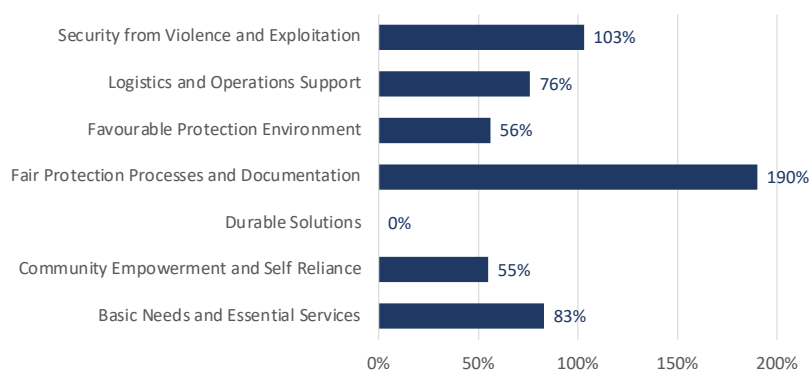 Security from Violence and Exploitation 103%
Logistics and Operations Support 76%
Favourable Protection Environment 56%
Fair Protection Processes and Documentation 190%
Durable Solutions 0%
Community Empowerment and Self Reliance 55%
Basic Needs and Essential Services 83%
0% 50% 100% 150% 200%